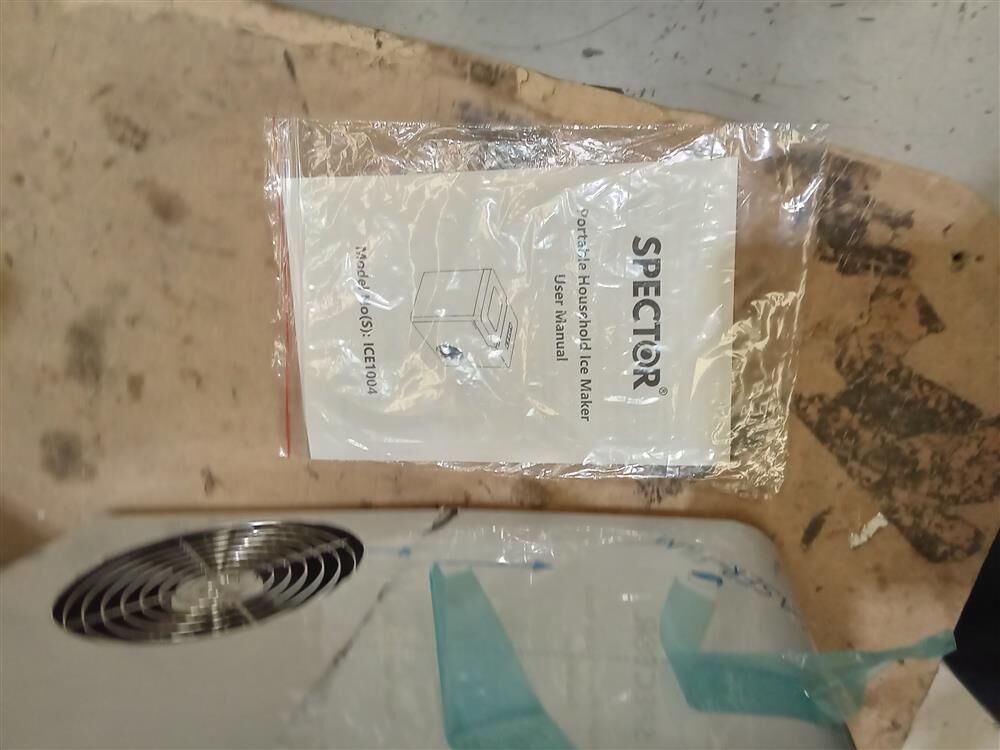 SPECTOR®
Portable Household Ice Maker
User Manual
Model No(S): ICE1004